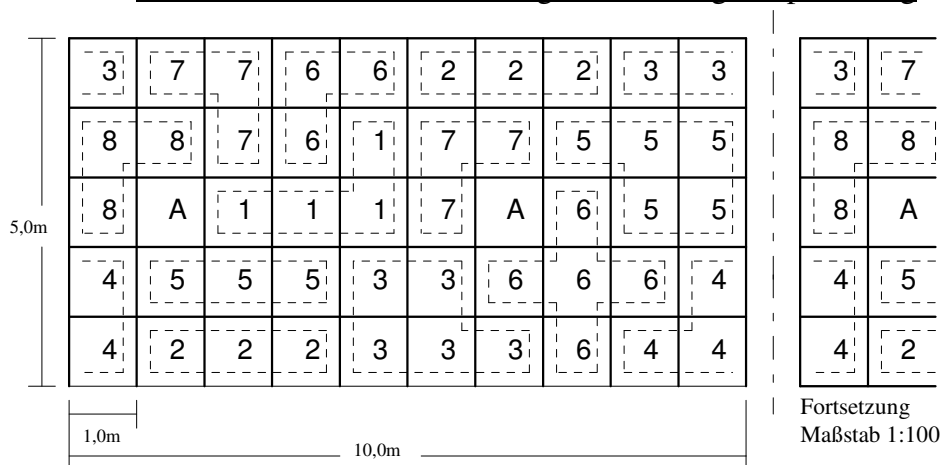 3 7 7 6 6 2 2 2 3 3 3 7
8 8 7 6 1 7 7 5 5 5 8 8
8 A 1 1 1 7 A 6 5 5 8 A
5,0m
4 5 5 5 3 3 6 6 6 4 4 5
4 2 2 2 3 3 3 6 4 4 4 2
Fortsetzung
Maßstab 1:100
1,0m
10,0m